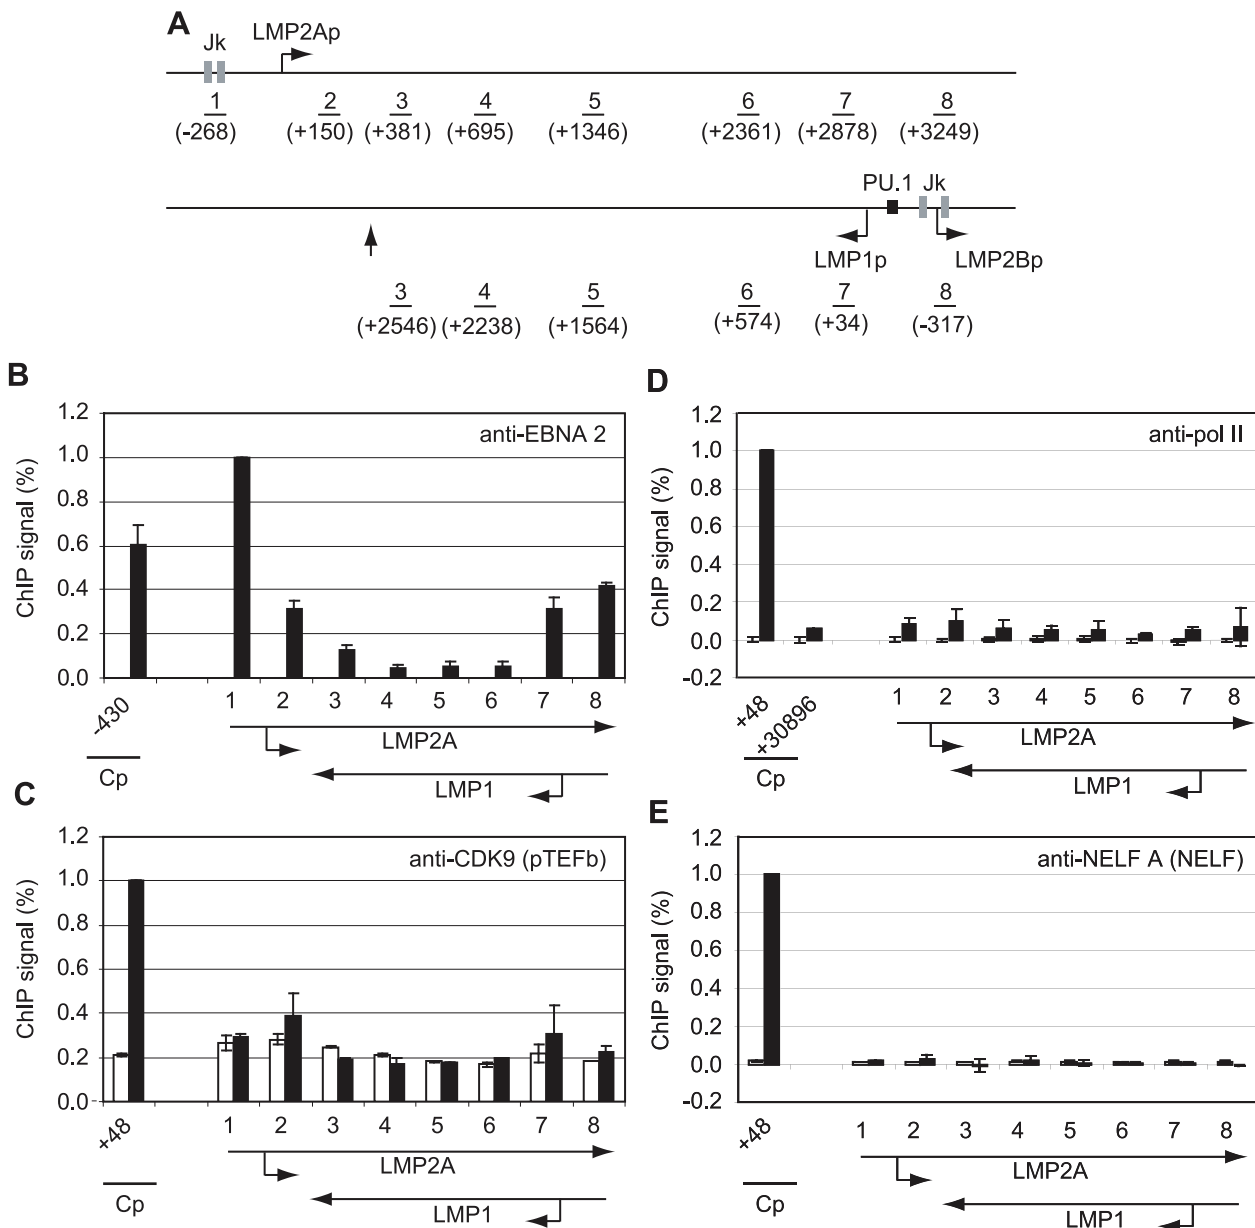 A
Jk
LMP2Ap
1 2 3 4 5 6 7 8
(-268) (+150) (+381) (+695) (+1346) (+2361) (+2878) (+3249)
PU.1 Jk
LMP1p LMP2Bp
3 4 5 6 7 8
(+2546) (+2238) (+1564) (+574) (+34) (-317)
B
anti-EBNA 2
ChIP signal (%)
1.2
1.0
0.8
0.6
0.4
0.2
0.0
-430 1 2 3 4 5 6 7 8
Cp
LMP2A
LMP1
D
anti-pol II
ChIP signal (%)
1.2
1.0
0.8
0.6
0.4
0.2
0.0
-0.2
+48 +30896 1 2 3 4 5 6 7 8
Cp
LMP2A
LMP1
C
anti-CDK9 (pTEFb)
ChIP signal (%)
1.2
1.0
0.8
0.6
0.4
0.2
0.0
+48 1 2 3 4 5 6 7 8
Cp
LMP2A
LMP1
E
anti-NELF A (NELF)
ChIP signal (%)
1.2
1.0
0.8
0.6
0.4
0.2
0.0
-0.2
+48 1 2 3 4 5 6 7 8
Cp
LMP2A
LMP1